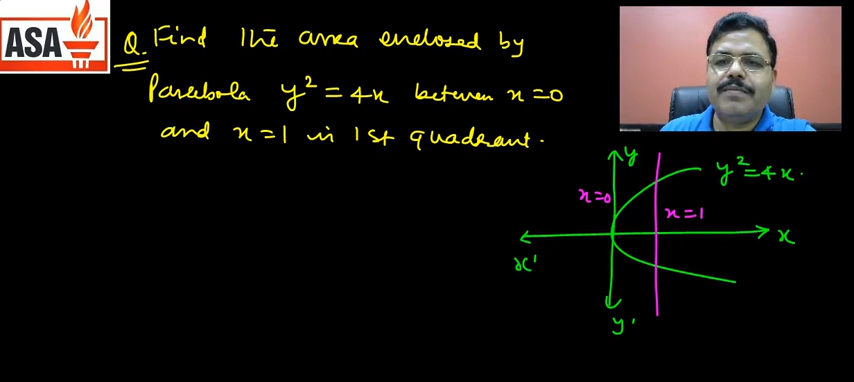 ASA
Q. Find the area enclosed by
Parabola y² = 4x between x = 0
and x = 1 in 1st quadrant.
y
y² = 4x.
x = 0
x = 1
x
x'
y'